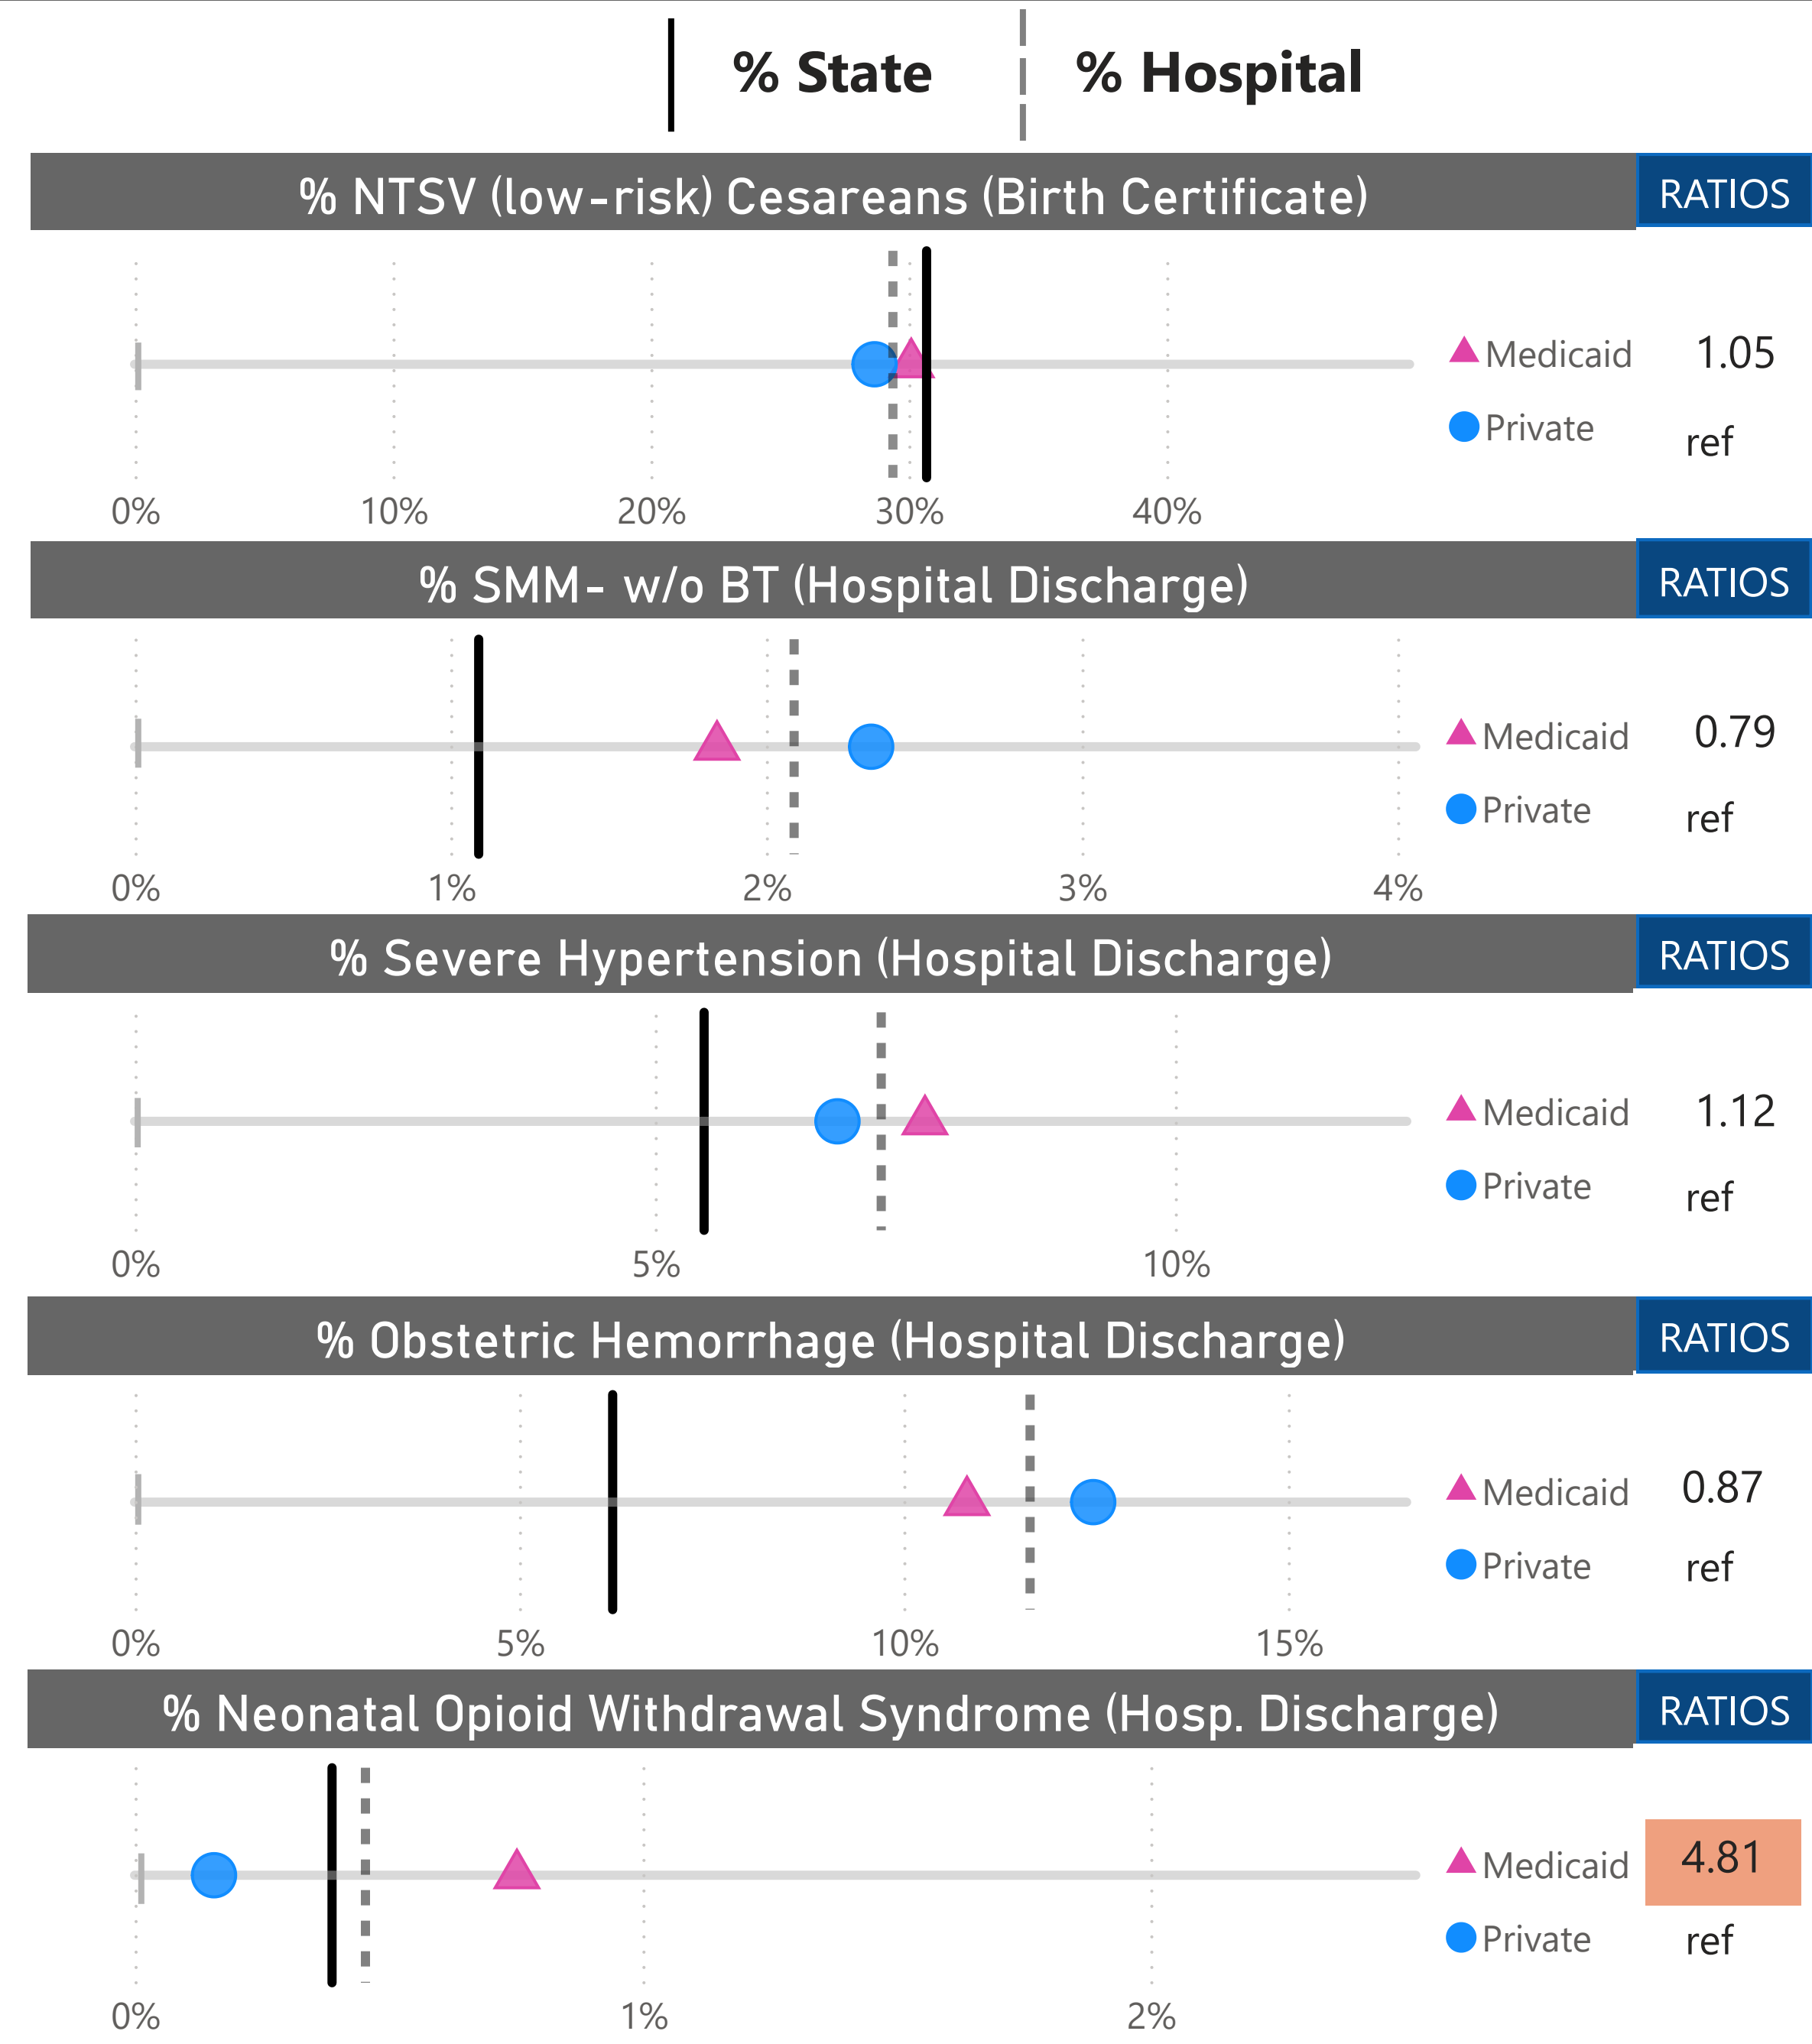 % State
% Hospital
% NTSV (low-risk) Cesareans (Birth Certificate)
RATIOS
Medicaid 1.05
Private ref
0% 10% 20% 30% 40%
% SMM- w/o BT (Hospital Discharge)
RATIOS
Medicaid 0.79
Private ref
0% 1% 2% 3% 4%
% Severe Hypertension (Hospital Discharge)
RATIOS
Medicaid 1.12
Private ref
0% 5% 10%
% Obstetric Hemorrhage (Hospital Discharge)
RATIOS
Medicaid 0.87
Private ref
0% 5% 10% 15%
% Neonatal Opioid Withdrawal Syndrome (Hosp. Discharge)
RATIOS
Medicaid 4.81
Private ref
0% 1% 2%